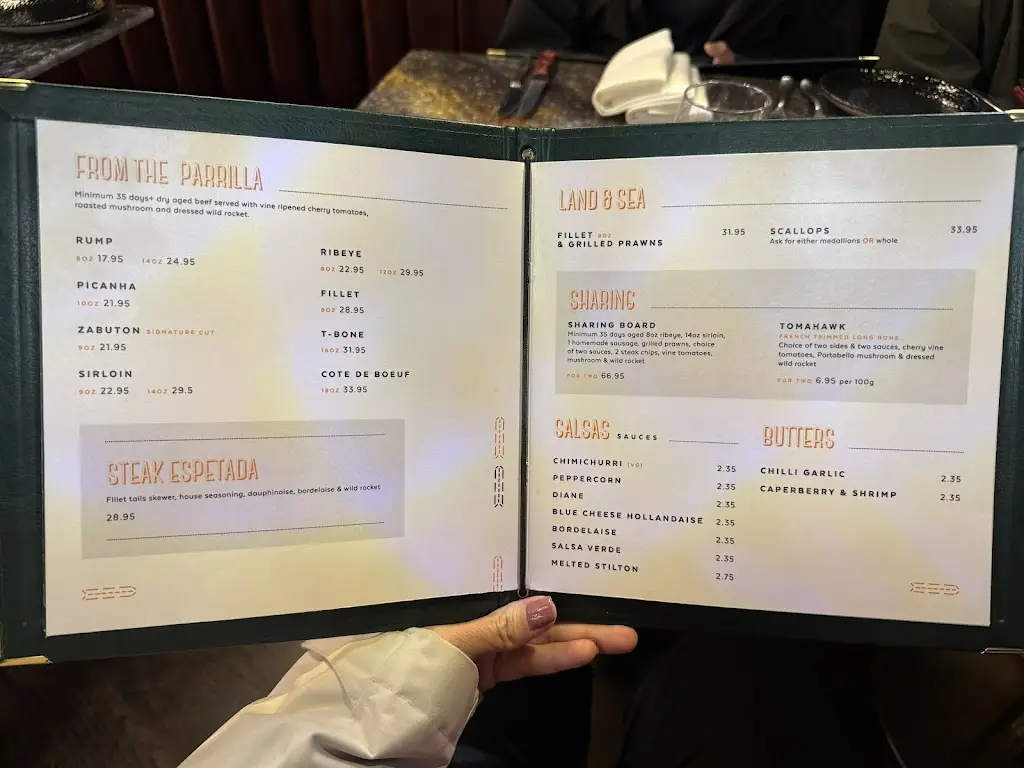 FROM THE PARRILLA
Minimum 35 days+ dry aged beef served with vine ripened cherry tomatoes,
roasted mushroom and dressed wild rocket.
RUMP
8OZ 17.95 14OZ 24.95
PICANHA
10OZ 21.95
ZABUTON SIGNATURE CUT
8OZ 21.95
SIRLOIN
9OZ 22.95 14OZ 29.5
RIBEYE
8OZ 22.95 12OZ 29.95
FILLET
8OZ 28.95
T-BONE
16OZ 31.95
COTE DE BOEUF
18OZ 33.95
STEAK ESPETADA
Fillet tails skewer, house seasoning, dauphinoise, bordelaise & wild rocket
28.95
LAND & SEA
FILLET 8OZ 31.95
& GRILLED PRAWNS
SCALLOPS 33.95
Ask for either medallions OR whole
SHARING
SHARING BOARD
Minimum 35 days aged 8oz ribeye, 14oz sirloin,
1 homemade sausage, grilled prawns, choice
of two sauces, 2 steak chips, vine tomatoes,
mushroom & wild rocket
FOR TWO 66.95
TOMAHAWK
FRENCH TRIMMED LONG BONE
Choice of two sides & two sauces, cherry vine
tomatoes, Portobello mushroom & dressed
wild rocket
FOR TWO 6.95 per 100g
SALSAS SAUCES
CHIMICHURRI (VG) 2.35
PEPPERCORN 2.35
DIANE 2.35
BLUE CHEESE HOLLANDAISE 2.35
BORDELAISE 2.35
SALSA VERDE 2.35
MELTED STILTON 2.75
BUTTERS
CHILLI GARLIC 2.35
CAPERBERRY & SHRIMP 2.35